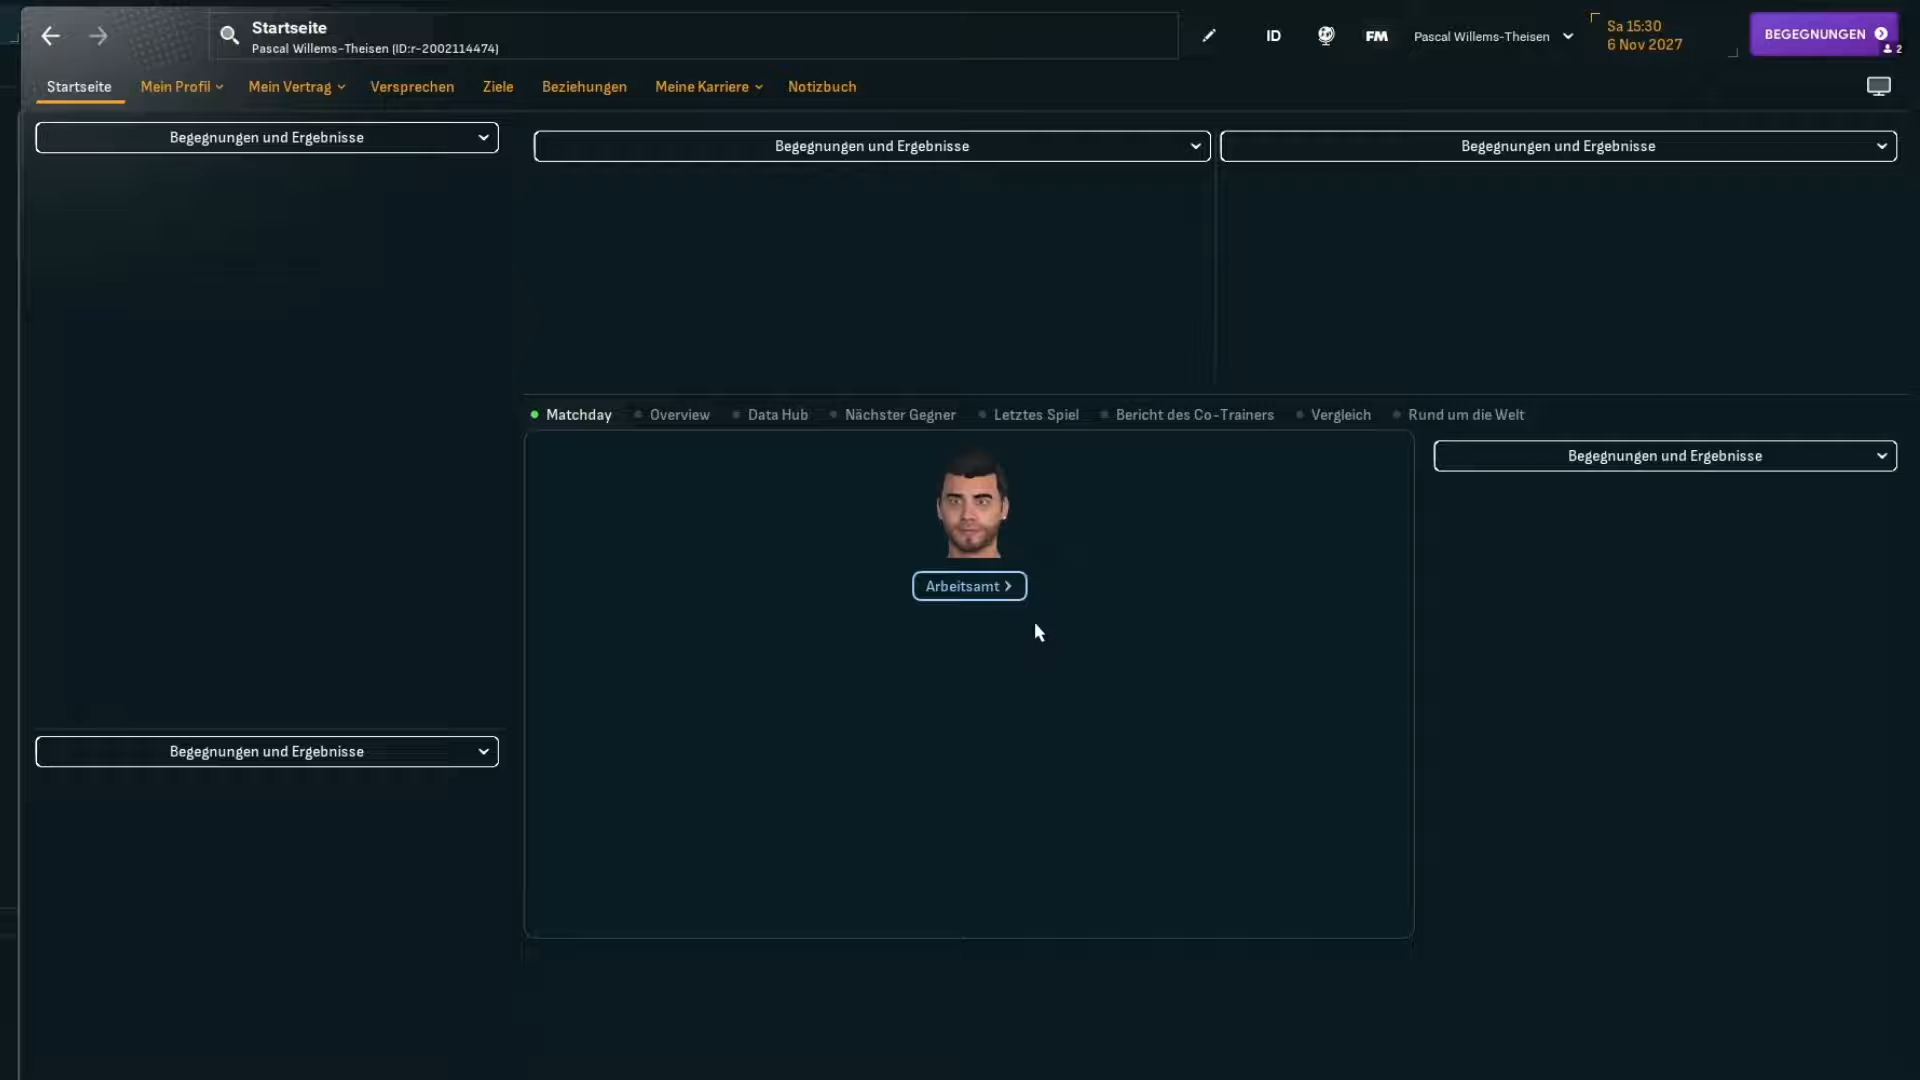 Startseite
Pascal Willems-Theisen (ID:r-2002114474)
ID
FM
Pascal Willems-Theisen
Sa 15:30
6 Nov 2027
BEGEGNUNGEN
2
Startseite
Mein Profil
Mein Vertrag
Versprechen
Ziele
Beziehungen
Meine Karriere
Notizbuch
Begegnungen und Ergebnisse
Begegnungen und Ergebnisse
Begegnungen und Ergebnisse
Matchday
Overview
Data Hub
Nächster Gegner
Letztes Spiel
Bericht des Co-Trainers
Vergleich
Rund um die Welt
Begegnungen und Ergebnisse
Arbeitsamt >
Begegnungen und Ergebnisse